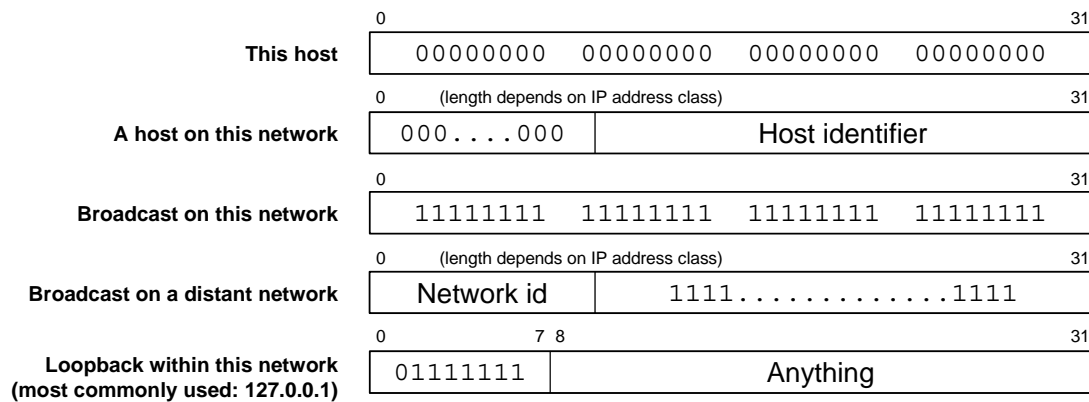 0 31
This host 00000000 00000000 00000000 00000000
0 (length depends on IP address class) 31
A host on this network 000....000 Host identifier
0 31
Broadcast on this network 11111111 11111111 11111111 11111111
0 (length depends on IP address class) 31
Broadcast on a distant network Network id 1111.............1111
0 7 8 31
Loopback within this network
(most commonly used: 127.0.0.1) 01111111 Anything